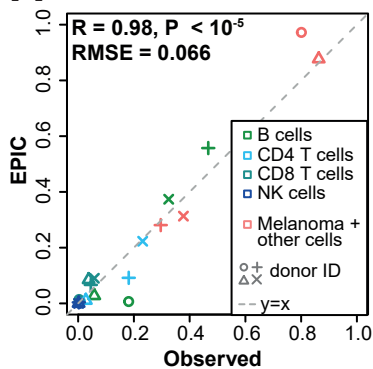 R = 0.98, P < 10⁻⁵
RMSE = 0.066
EPIC
1.0
0.8
0.6
0.4
0.2
0.0
B cells
CD4 T cells
CD8 T cells
NK cells
Melanoma +
other cells
donor ID
y=x
0.0 0.2 0.4 0.6 0.8 1.0
Observed